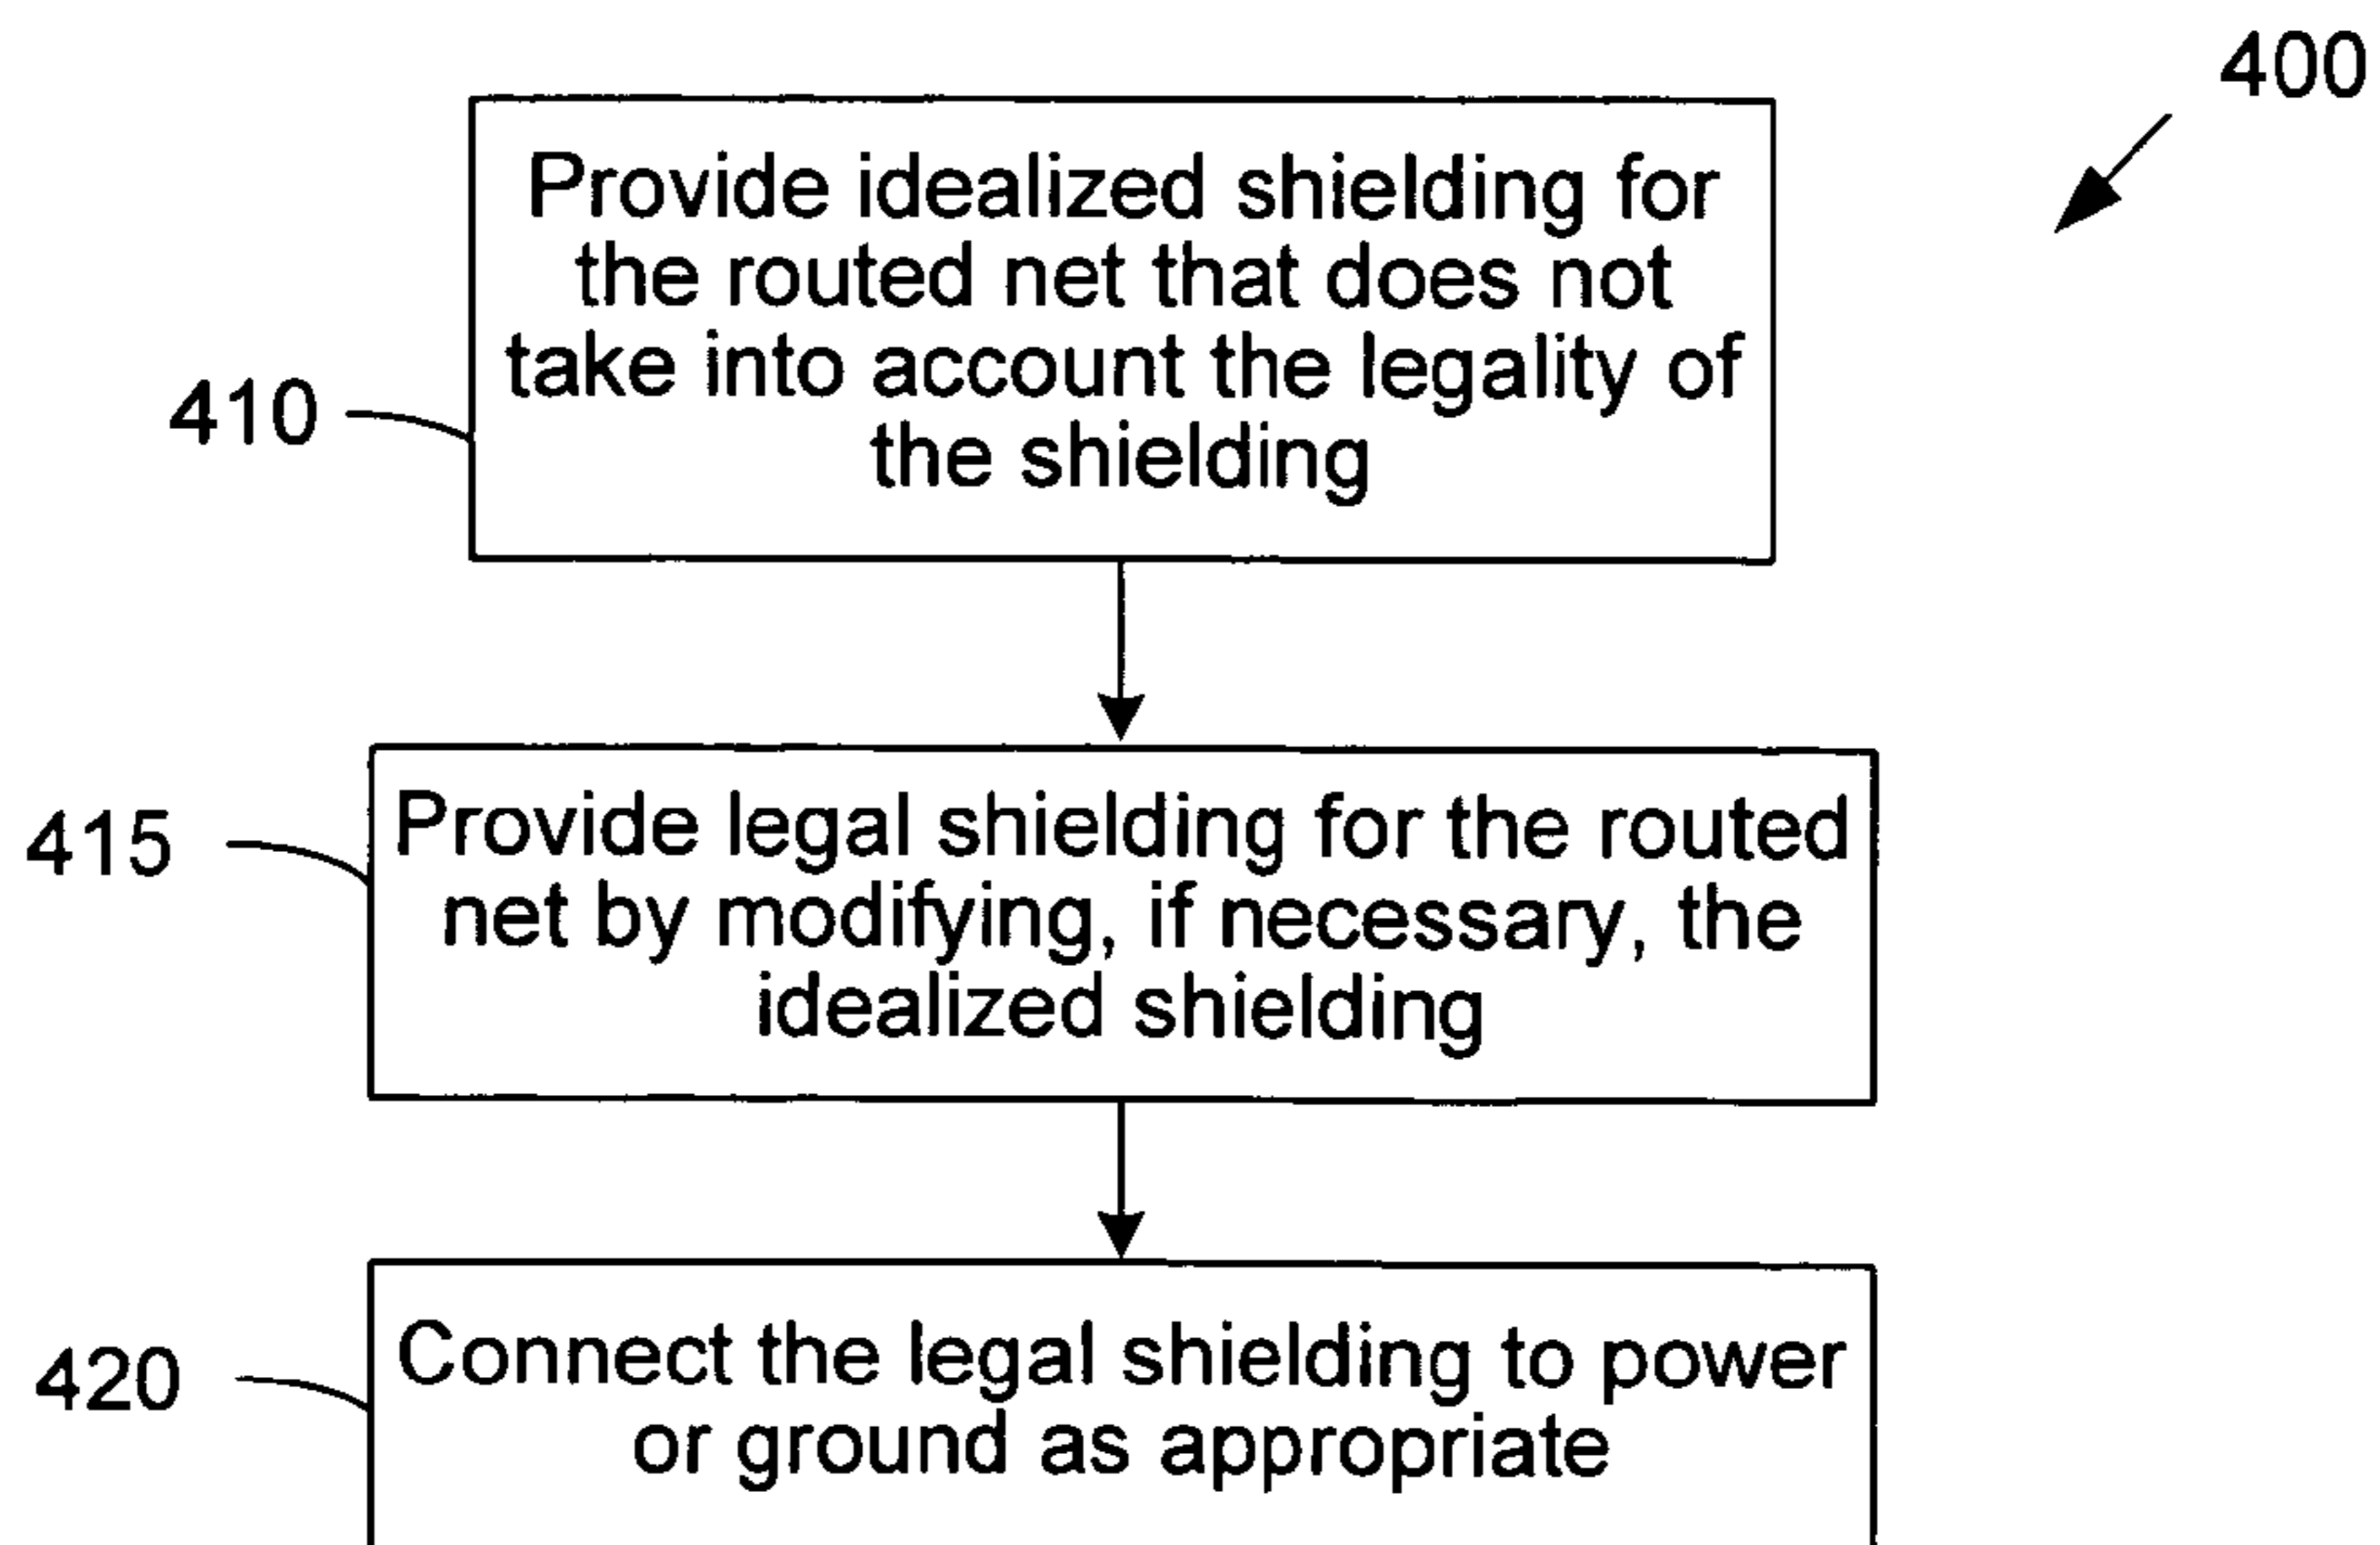 400
Provide idealized shielding for
the routed net that does not
take into account the legality of
the shielding
410
Provide legal shielding for the routed
net by modifying, if necessary, the
idealized shielding
415
Connect the legal shielding to power
or ground as appropriate
420